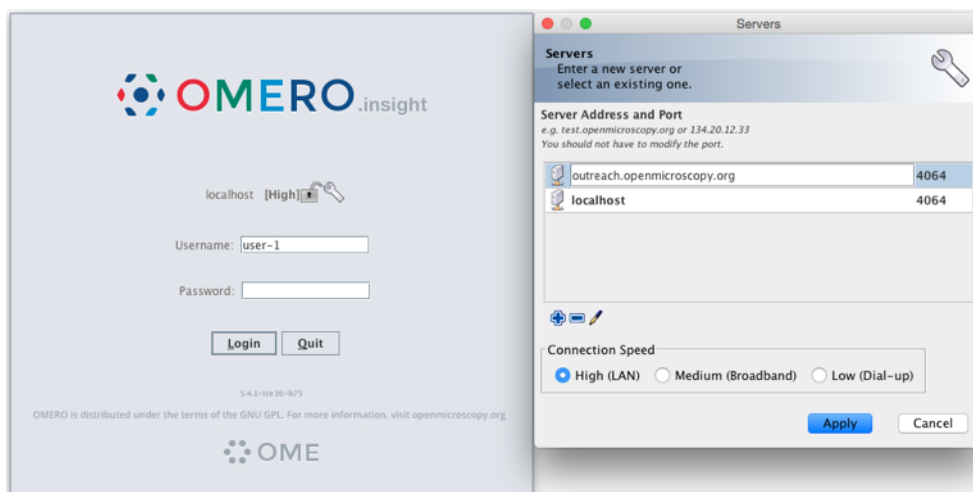 OMERO.insight
localhost [High]
Username: user-1
Password:
Login Quit
5.4.1-ice36-b75
OMERO is distributed under the terms of the GNU GPL. For more information, visit openmicroscopy.org
OME
Servers
Servers
Enter a new server or
select an existing one.
Server Address and Port
e.g. test.openmicroscopy.org or 134.20.12.33
You should not have to modify the port.
outreach.openmicroscopy.org 4064
localhost 4064
Connection Speed
High (LAN) Medium (Broadband) Low (Dial-up)
Apply Cancel